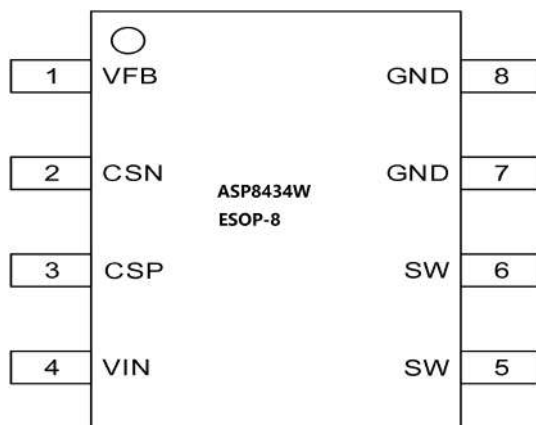 1 VFB GND 8
2 CSN GND 7
ASP8434W
ESOP-8
3 CSP SW 6
4 VIN SW 5